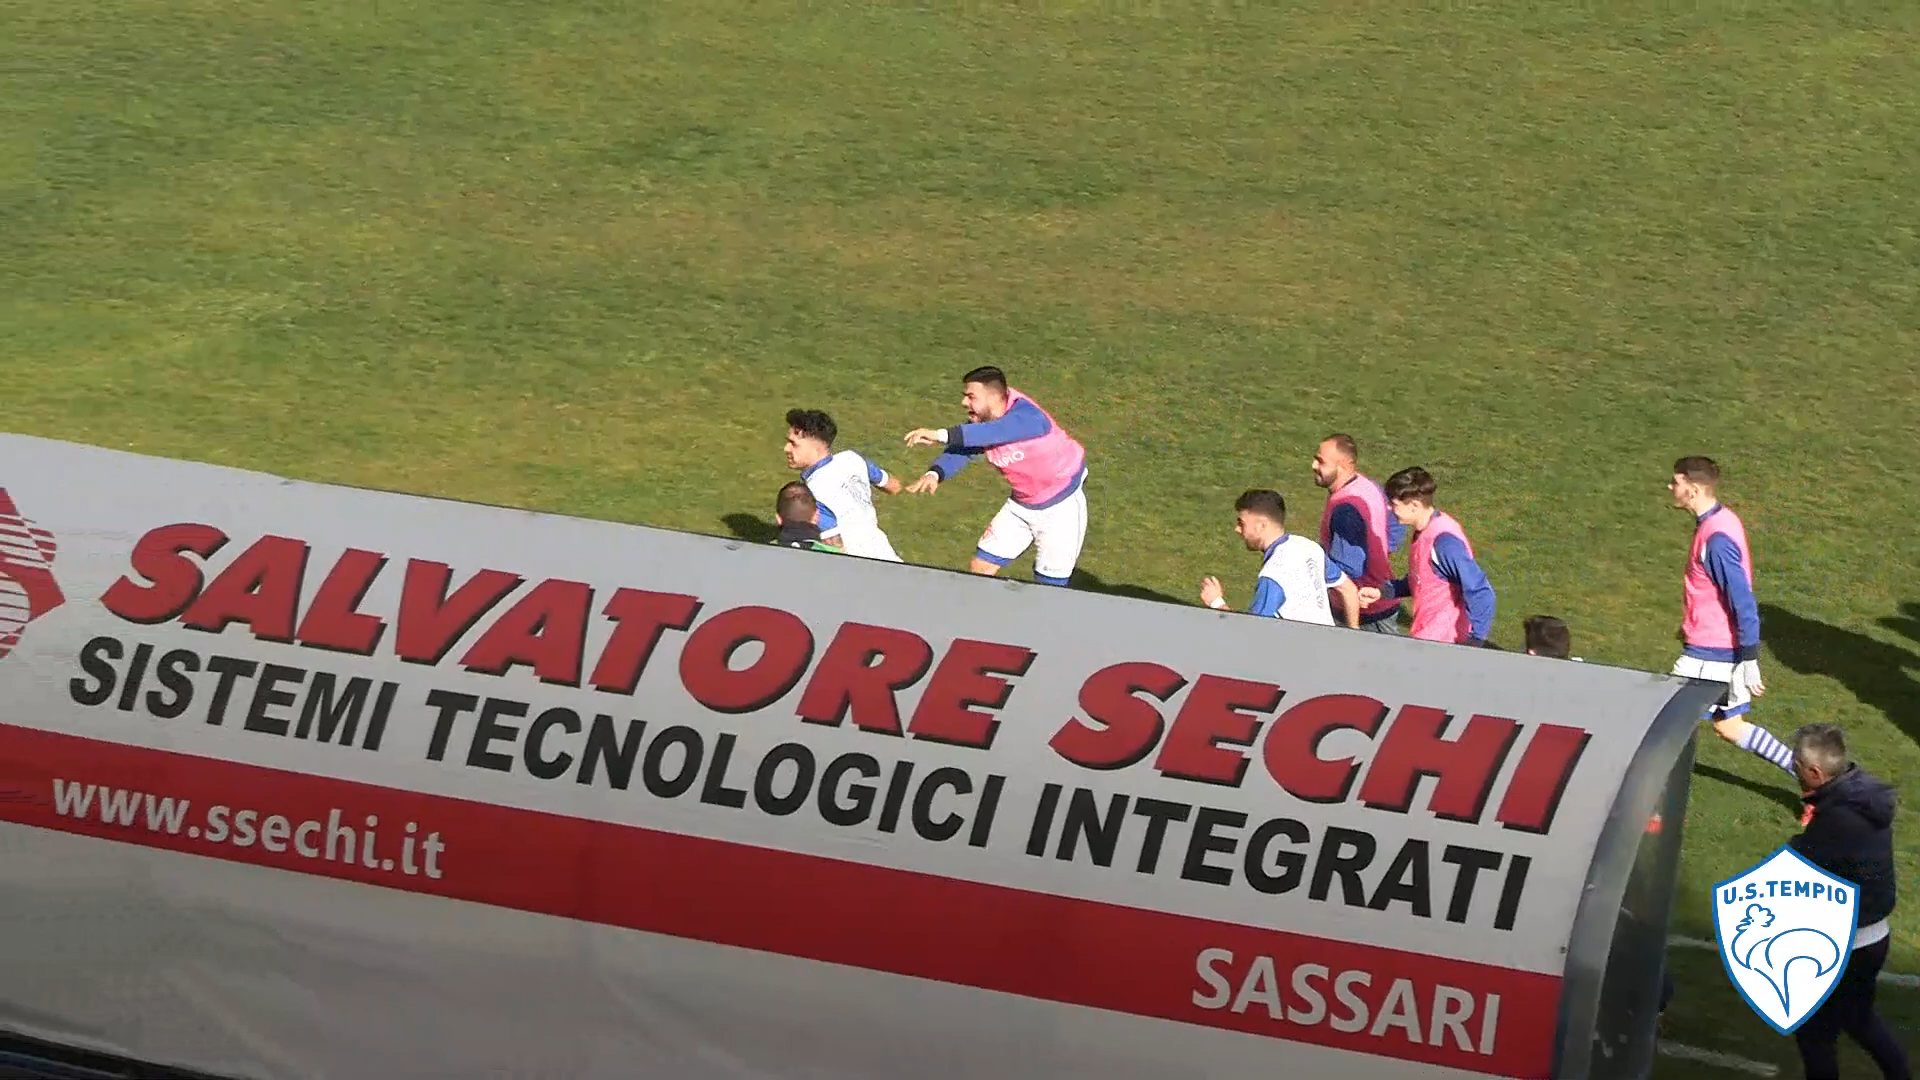 SALVATORE SECHI
SISTEMI TECNOLOGICI INTEGRATI
www.ssechi.it
SASSARI
U.S.TEMPIO